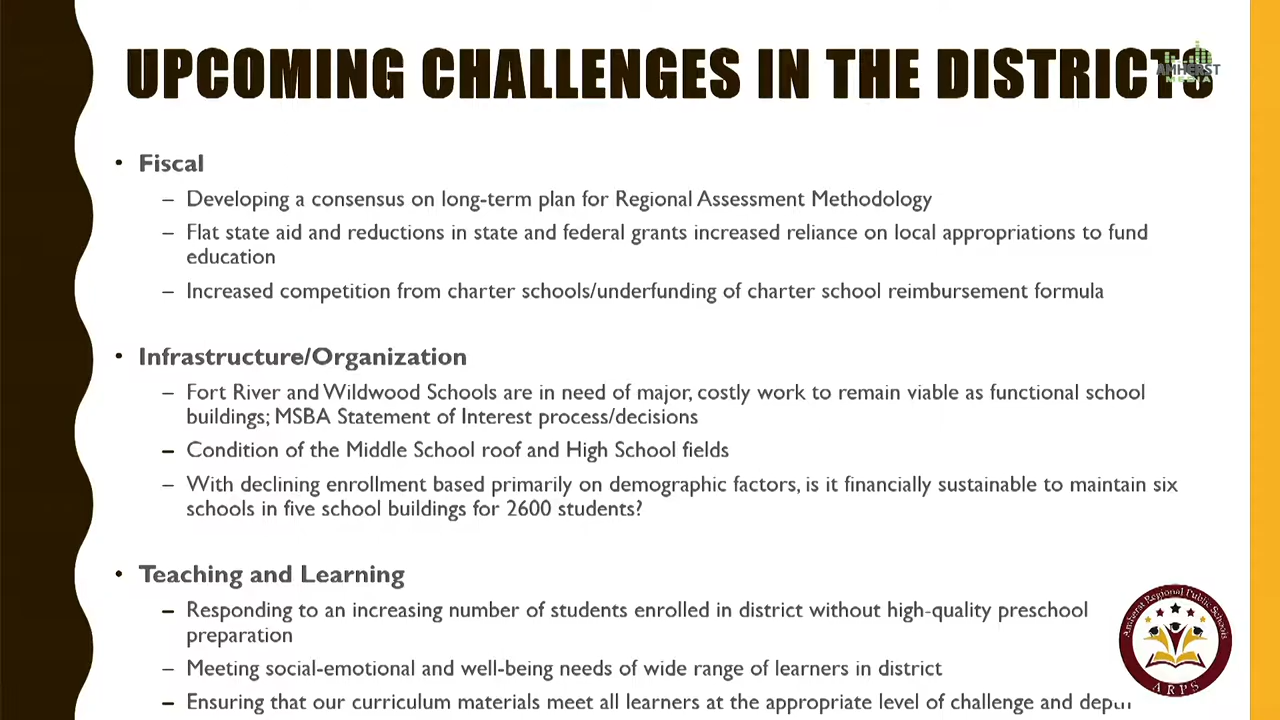 UPCOMING CHALLENGES IN THE DISTRICTS
AMHERST
• Fiscal
– Developing a consensus on long-term plan for Regional Assessment Methodology
– Flat state aid and reductions in state and federal grants increased reliance on local appropriations to fund
education
– Increased competition from charter schools/underfunding of charter school reimbursement formula
• Infrastructure/Organization
– Fort River and Wildwood Schools are in need of major, costly work to remain viable as functional school
buildings; MSBA Statement of Interest process/decisions
– Condition of the Middle School roof and High School fields
– With declining enrollment based primarily on demographic factors, is it financially sustainable to maintain six
schools in five school buildings for 2600 students?
• Teaching and Learning
– Responding to an increasing number of students enrolled in district without high-quality preschool
preparation
– Meeting social-emotional and well-being needs of wide range of learners in district
– Ensuring that our curriculum materials meet all learners at the appropriate level of challenge and depth
Amherst Regional Public Schools
ARPS